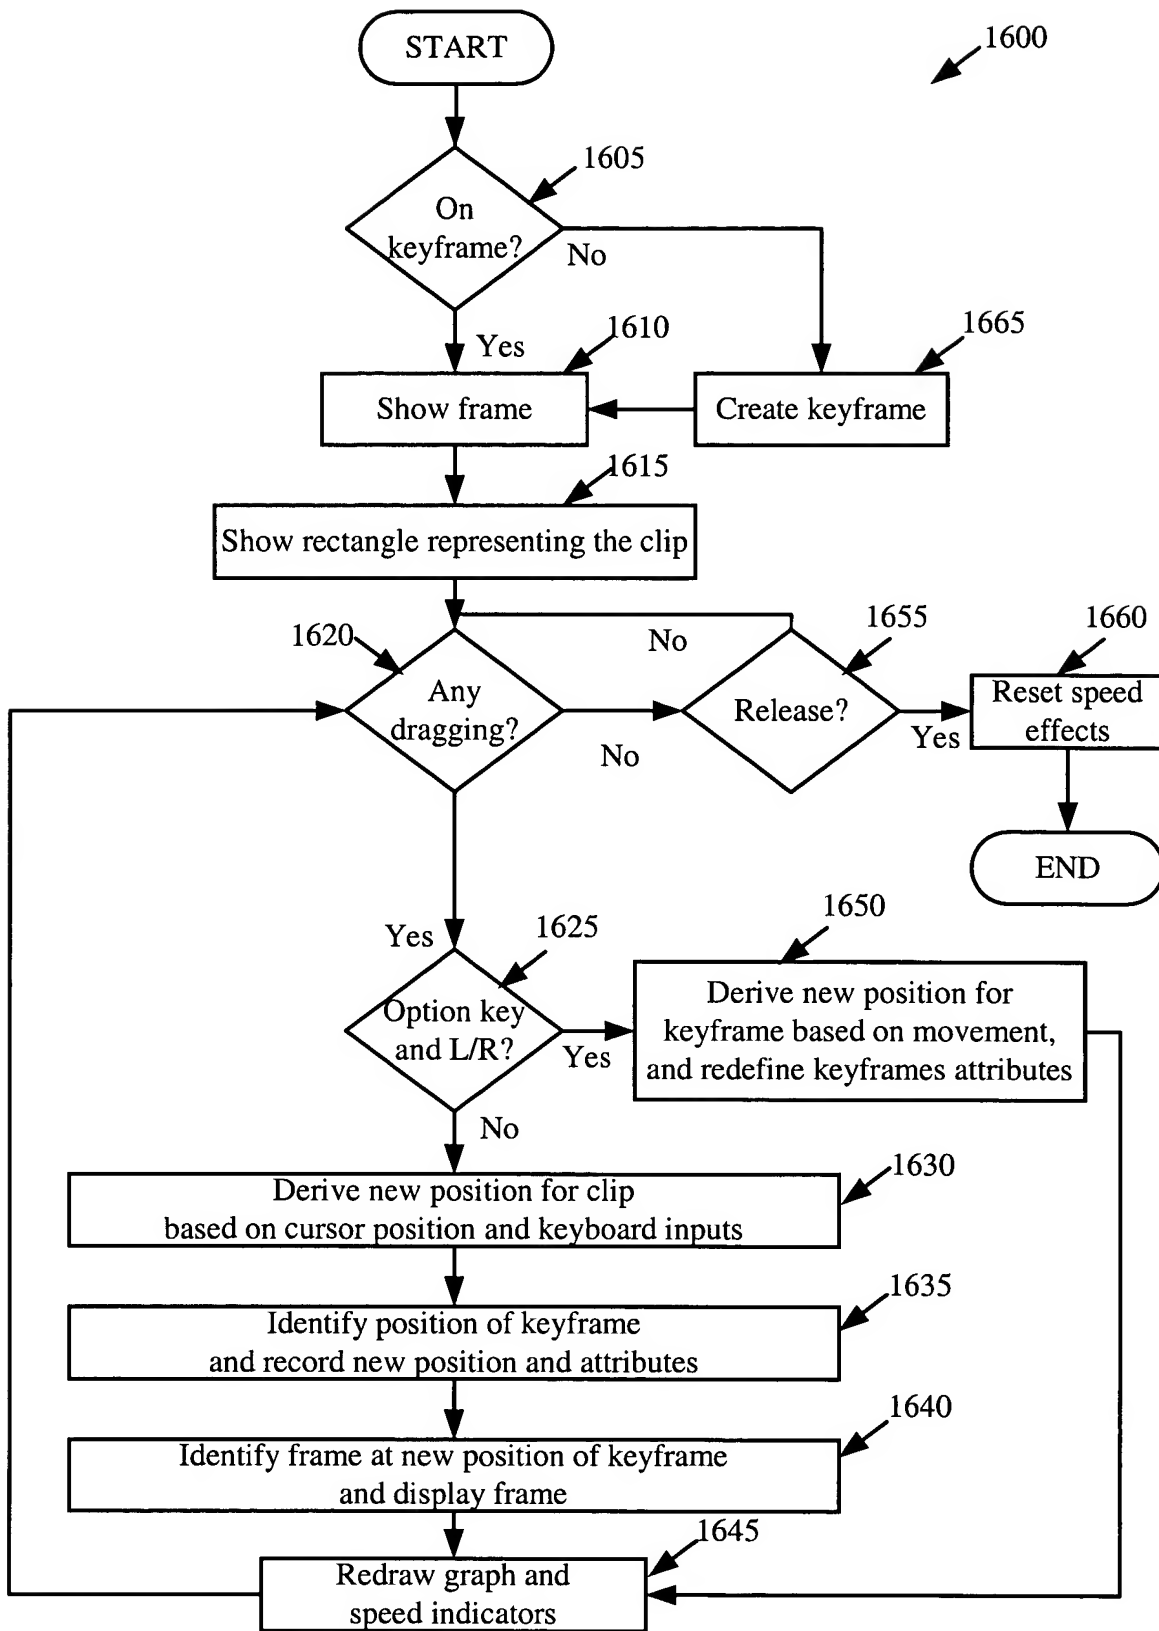 START
1600
1605
On
keyframe?
No
Yes
1610
1665
Show frame
Create keyframe
1615
Show rectangle representing the clip
1620
No
1655
1660
Any
dragging?
No
Release?
Yes
Reset speed
effects
END
Yes
1625
1650
Option key
and L/R?
Yes
Derive new position for
keyframe based on movement,
and redefine keyframes attributes
No
1630
Derive new position for clip
based on cursor position and keyboard inputs
1635
Identify position of keyframe
and record new position and attributes
1640
Identify frame at new position of keyframe
and display frame
1645
Redraw graph and
speed indicators